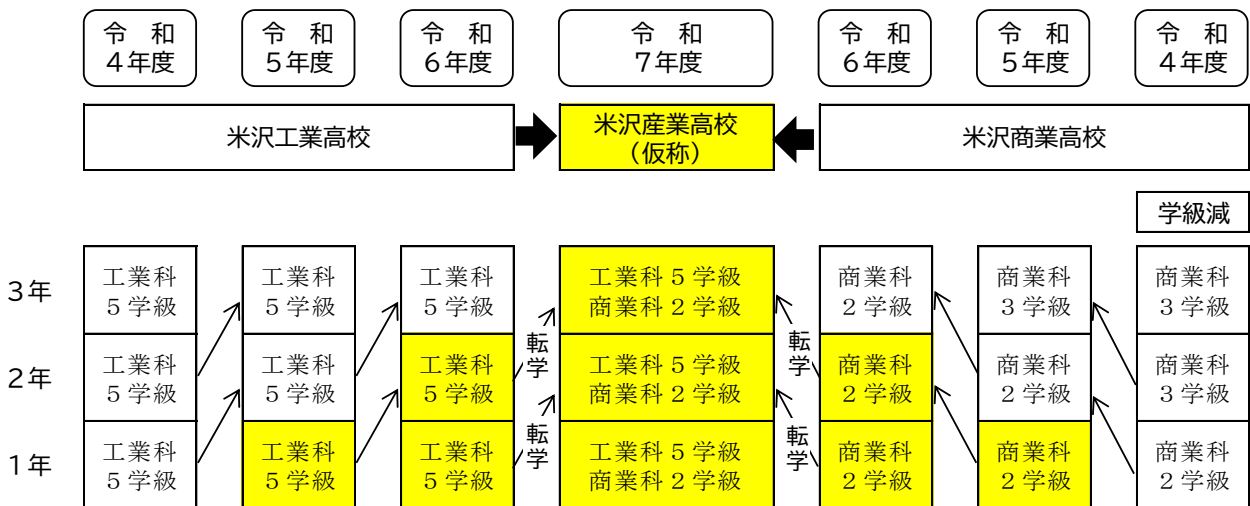 令和 令和 令和 令和 令和 令和 令和
4年度 5年度 6年度 7年度 6年度 5年度 4年度
米沢工業高校 米沢産業高校 米沢商業高校
（仮称）
学級減
3年 工業科 工業科 工業科 工業科5学級 商業科 商業科 商業科
5学級 5学級 5学級 商業科2学級 2学級 3学級 3学級
転学 転学
2年 工業科 工業科 工業科 工業科5学級 商業科 商業科 商業科
5学級 5学級 5学級 商業科2学級 2学級 2学級 3学級
転学 転学
1年 工業科 工業科 工業科 工業科5学級 商業科 商業科 商業科
5学級 5学級 5学級 商業科2学級 2学級 2学級 2学級